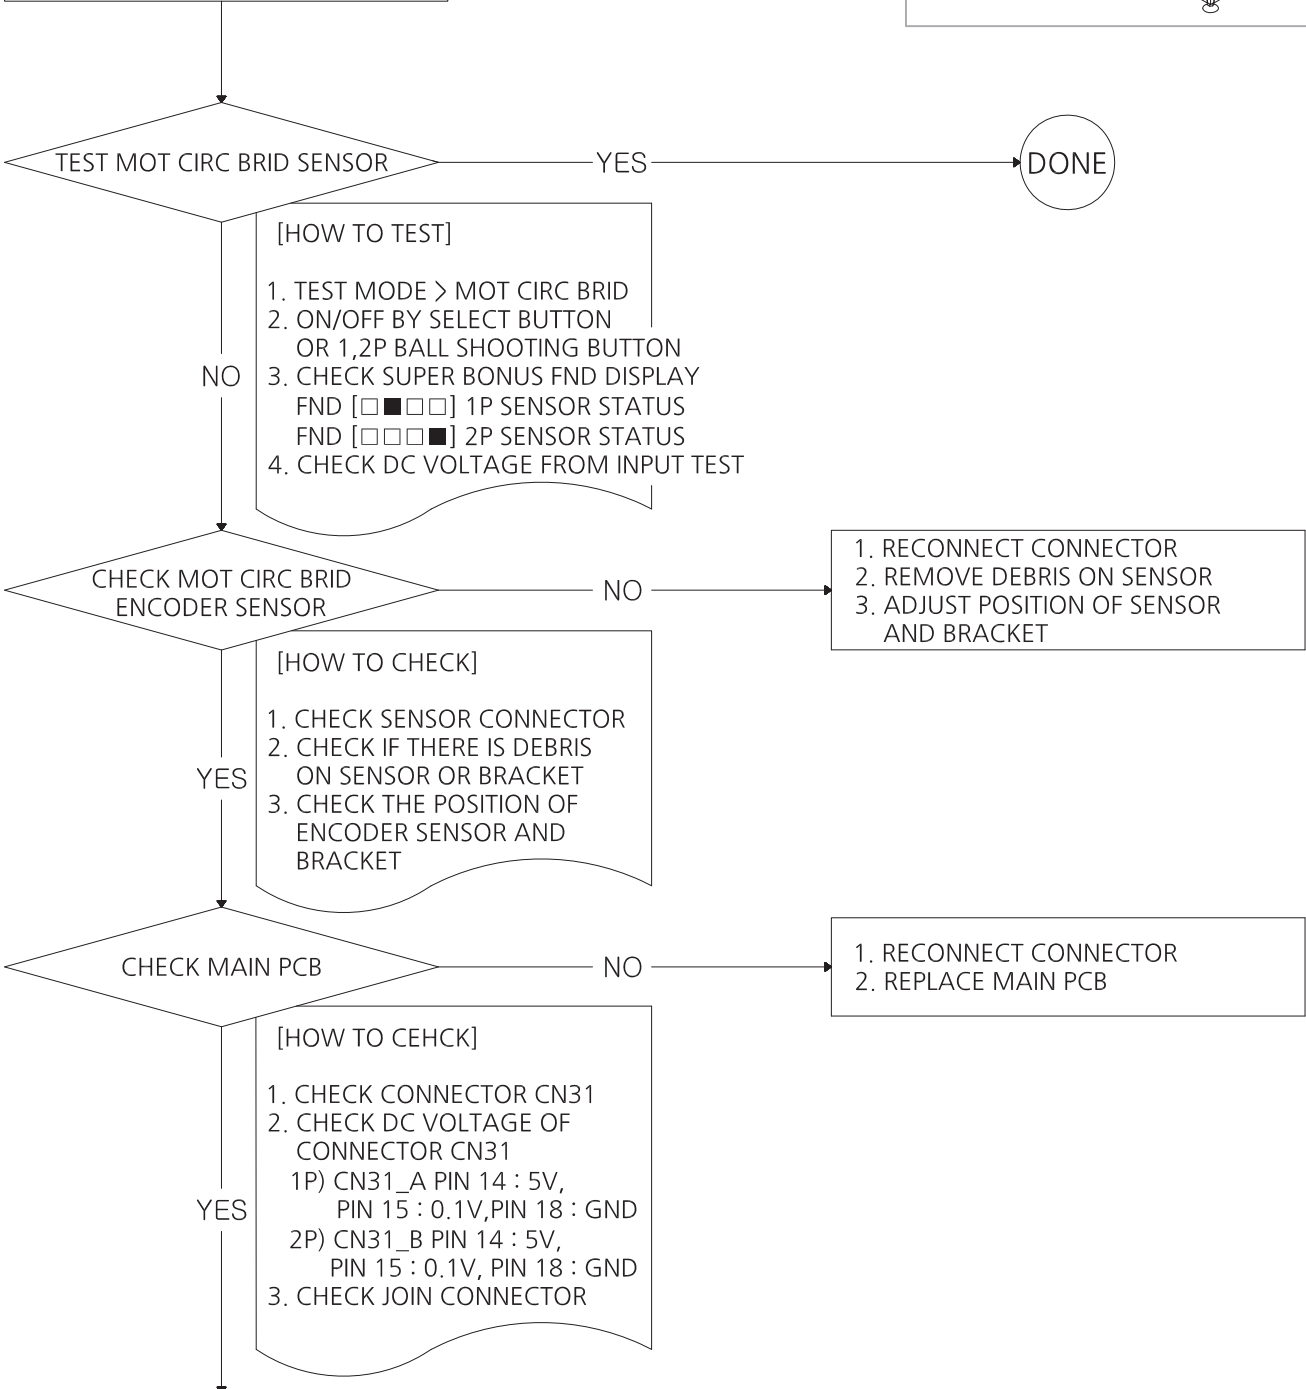 TEST MOT CIRC BRID SENSOR
YES
DONE
[HOW TO TEST]
1. TEST MODE > MOT CIRC BRID
2. ON/OFF BY SELECT BUTTON
OR 1,2P BALL SHOOTING BUTTON
3. CHECK SUPER BONUS FND DISPLAY
FND [□■□□] 1P SENSOR STATUS
FND [□□□■] 2P SENSOR STATUS
4. CHECK DC VOLTAGE FROM INPUT TEST
NO
CHECK MOT CIRC BRID
ENCODER SENSOR
NO
1. RECONNECT CONNECTOR
2. REMOVE DEBRIS ON SENSOR
3. ADJUST POSITION OF SENSOR
AND BRACKET
[HOW TO CHECK]
1. CHECK SENSOR CONNECTOR
2. CHECK IF THERE IS DEBRIS
ON SENSOR OR BRACKET
3. CHECK THE POSITION OF
ENCODER SENSOR AND
BRACKET
YES
CHECK MAIN PCB
NO
1. RECONNECT CONNECTOR
2. REPLACE MAIN PCB
[HOW TO CEHCK]
1. CHECK CONNECTOR CN31
2. CHECK DC VOLTAGE OF
CONNECTOR CN31
1P) CN31_A PIN 14 : 5V,
PIN 15 : 0.1V,PIN 18 : GND
2P) CN31_B PIN 14 : 5V,
PIN 15 : 0.1V, PIN 18 : GND
3. CHECK JOIN CONNECTOR
YES